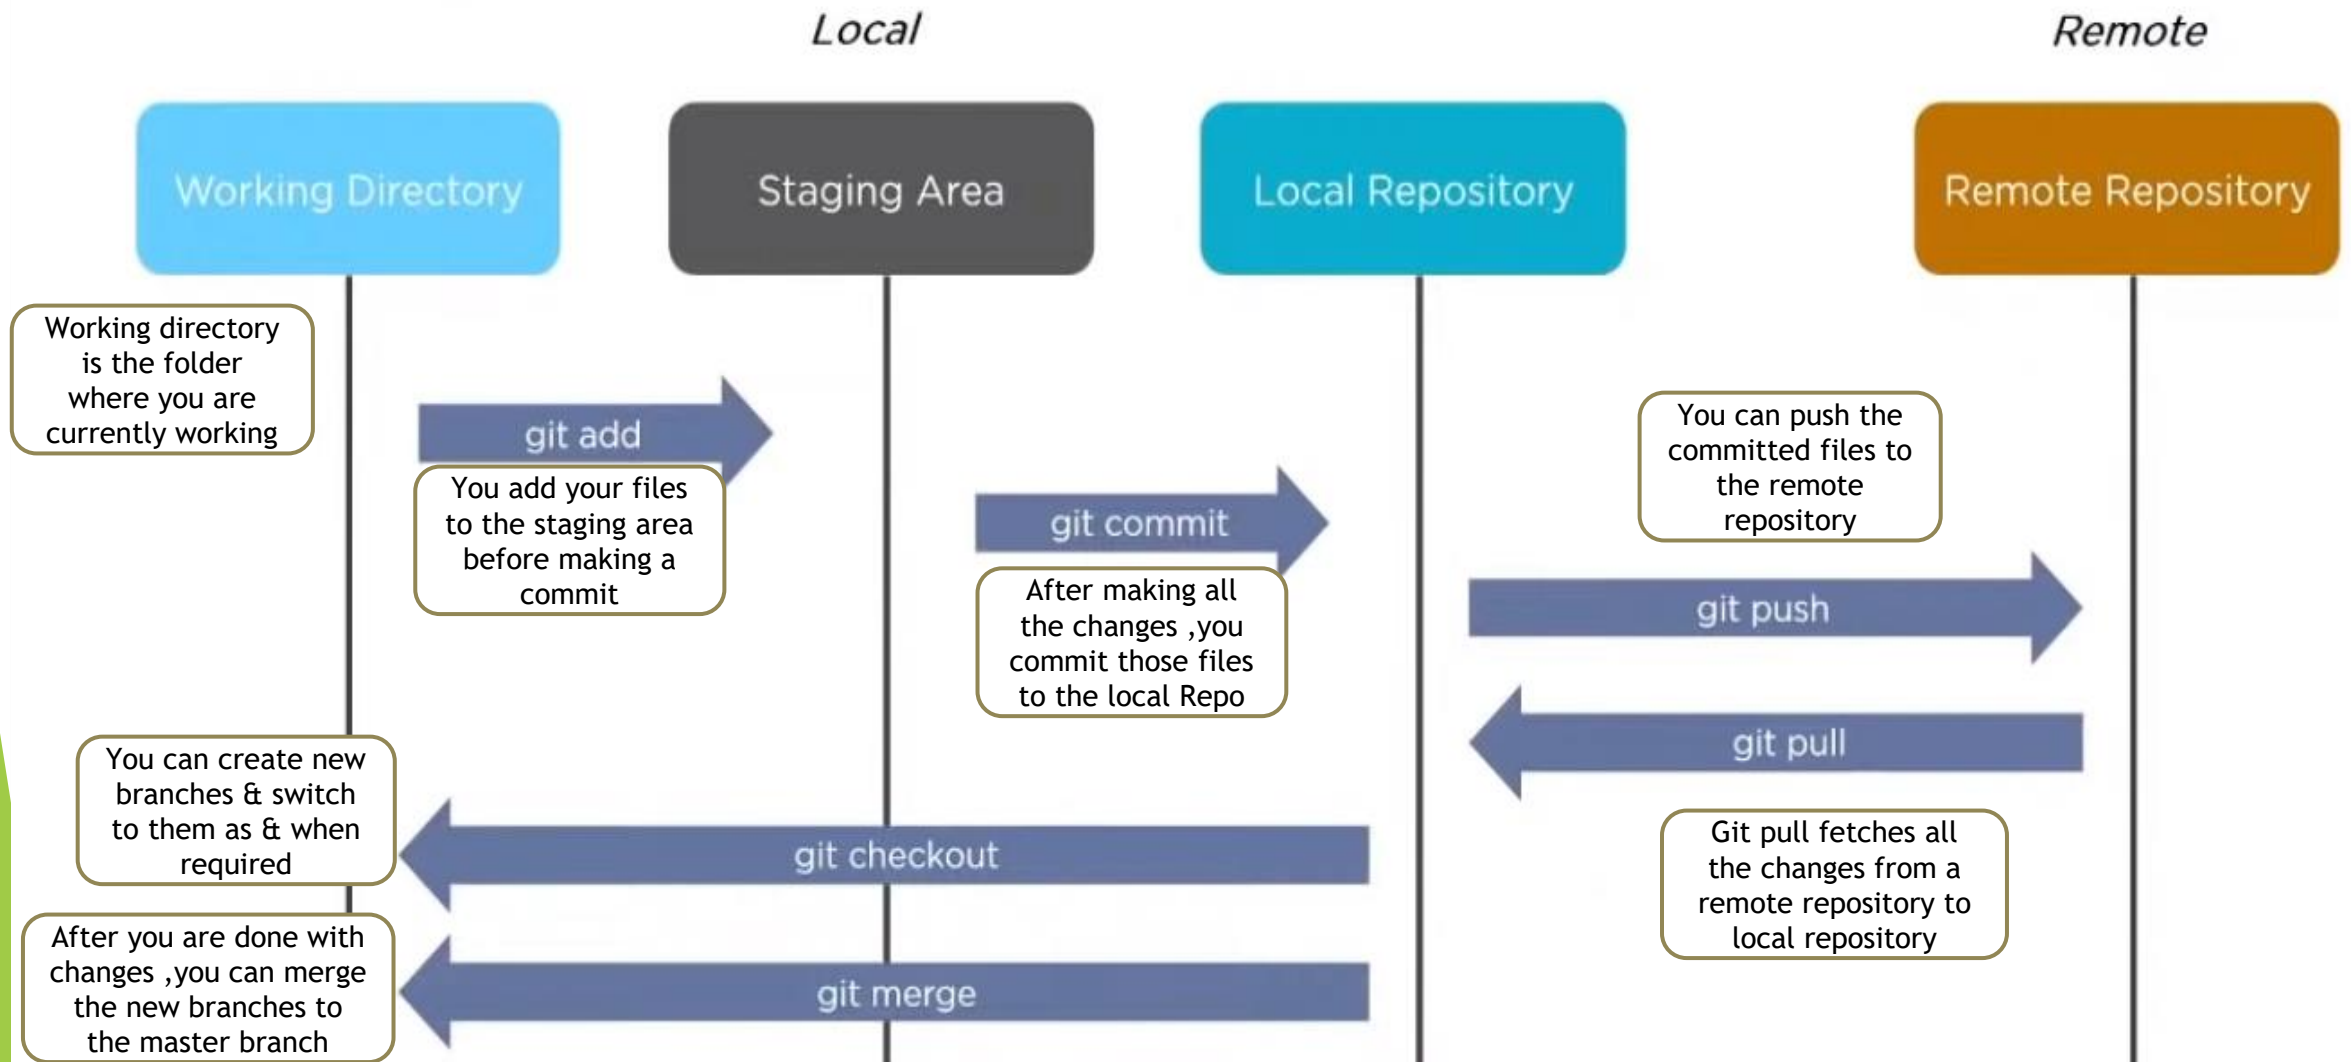 Local
Remote
Working Directory
Staging Area
Local Repository
Remote Repository
Working directory
is the folder
where you are
currently working
git add
You add your files
to the staging area
before making a
commit
git commit
After making all
the changes ,you
commit those files
to the local Repo
You can push the
committed files to
the remote
repository
git push
git pull
Git pull fetches all
the changes from a
remote repository to
local repository
You can create new
branches & switch
to them as & when
required
git checkout
After you are done with
changes ,you can merge
the new branches to
the master branch
git merge